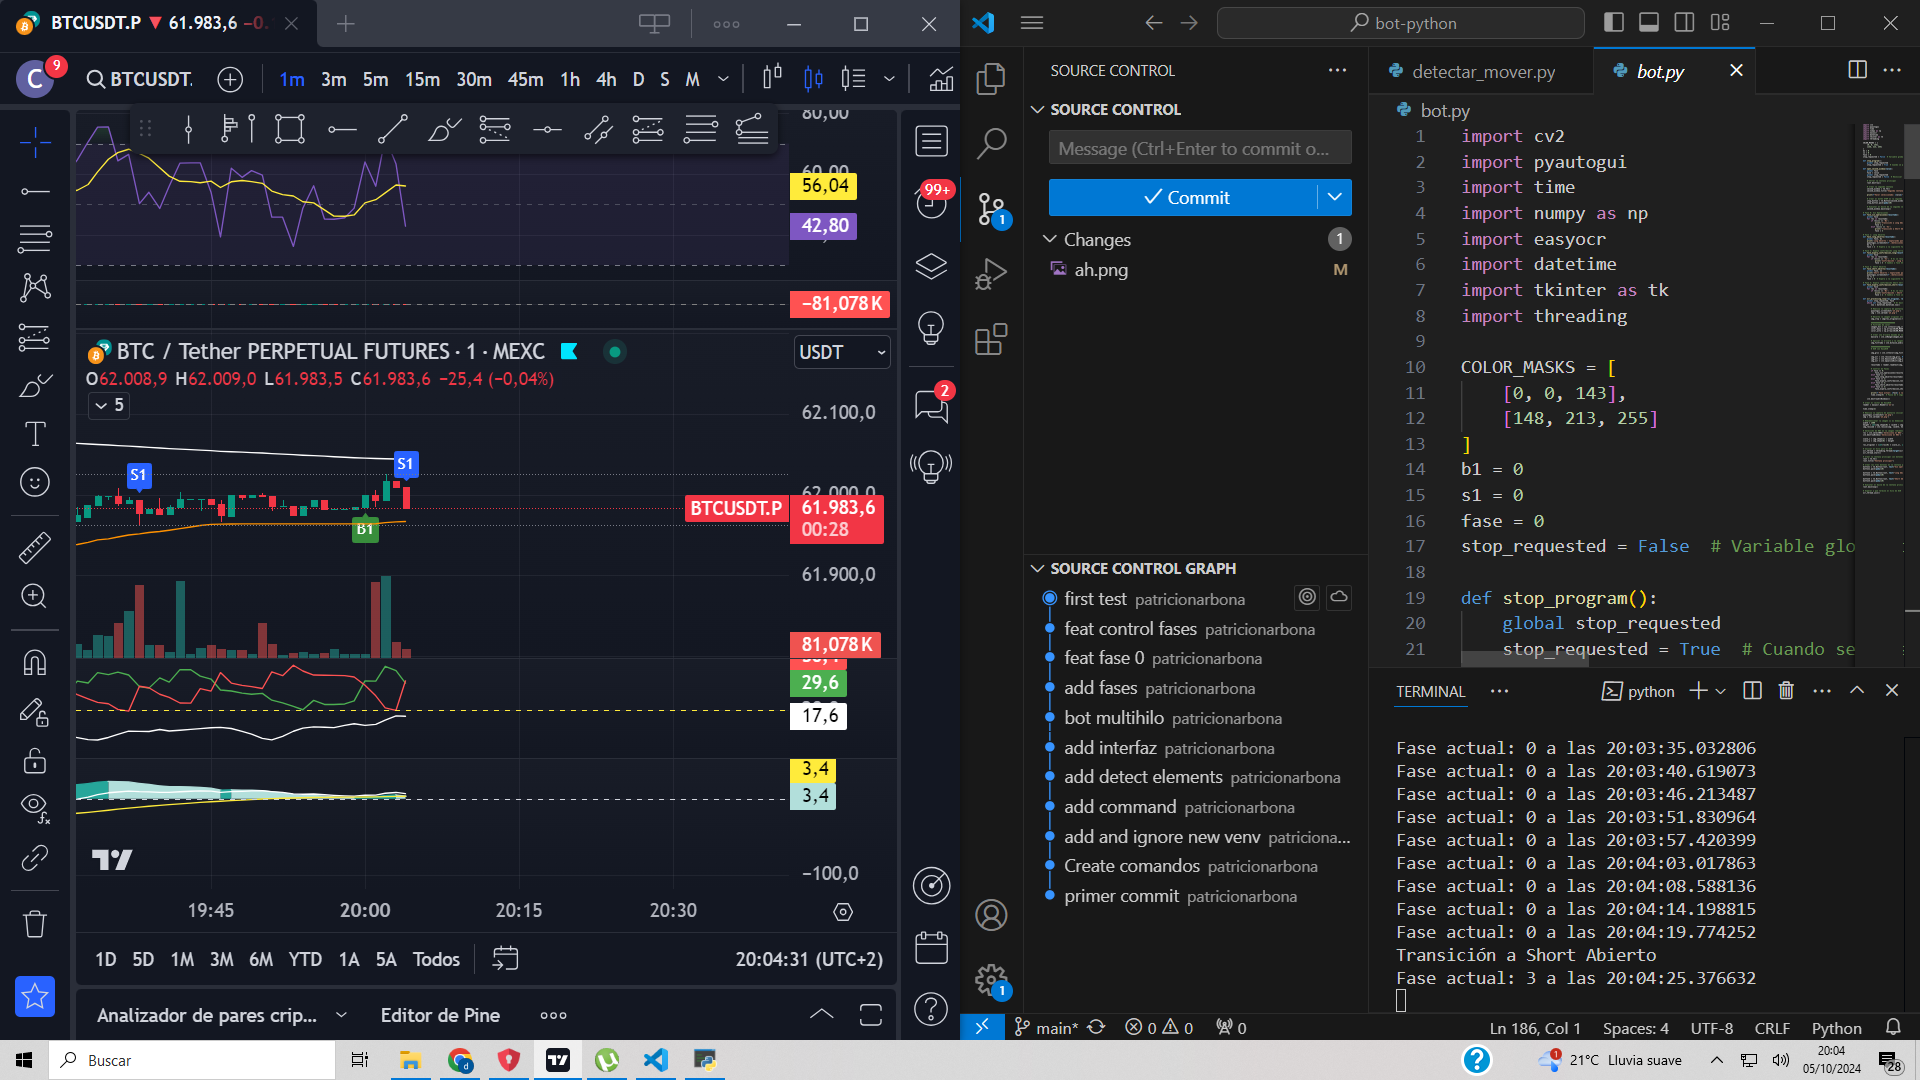 BTCUSDT.P ▼ 61.983,6 −0.
C
9
BTCUSDT.
1m 3m 5m 15m 30m 45m 1h 4h D S M
80,00
60,00
56,04
42,80
−81,078 K
BTC / Tether PERPETUAL FUTURES · 1 · MEXC
USDT
O62.008,9 H62.009,0 L61.983,5 C61.983,6 −25,4 (−0,04%)
5
62.100,0
S1
S1
B1
62.000,0
BTCUSDT.P
61.983,6
00:28
61.900,0
81,078 K
29,6
17,6
3,4
3,4
−100,0
19:45 20:00 20:15 20:30
1D 5D 1M 3M 6M YTD 1A 5A Todos
20:04:31 (UTC+2)
Analizador de pares crip...
Editor de Pine
99+
2
bot-python
SOURCE CONTROL
SOURCE CONTROL
Message (Ctrl+Enter to commit o...
Commit
Changes
1
ah.png
M
1
SOURCE CONTROL GRAPH
first test patricionarbona
feat control fases patricionarbona
feat fase 0 patricionarbona
add fases patricionarbona
bot multihilo patricionarbona
add interfaz patricionarbona
add detect elements patricionarbona
add command patricionarbona
add and ignore new venv patriciona...
Create comandos patricionarbona
primer commit patricionarbona
1
detectar_mover.py
bot.py
bot.py
1 import cv2
2 import pyautogui
3 import time
4 import numpy as np
5 import easyocr
6 import datetime
7 import tkinter as tk
8 import threading
9
10 COLOR_MASKS = [
11 [0, 0, 143],
12 [148, 213, 255]
13 ]
14 b1 = 0
15 s1 = 0
16 fase = 0
17 stop_requested = False # Variable glo
18
19 def stop_program():
20 global stop_requested
21 stop_requested = True # Cuando se
TERMINAL
python
Fase actual: 0 a las 20:03:35.032806
Fase actual: 0 a las 20:03:40.619073
Fase actual: 0 a las 20:03:46.213487
Fase actual: 0 a las 20:03:51.830964
Fase actual: 0 a las 20:03:57.420399
Fase actual: 0 a las 20:04:03.017863
Fase actual: 0 a las 20:04:08.588136
Fase actual: 0 a las 20:04:14.198815
Fase actual: 0 a las 20:04:19.774252
Transición a Short Abierto
Fase actual: 3 a las 20:04:25.376632
main* 0 0 0
Ln 186, Col 1 Spaces: 4 UTF-8 CRLF Python
Buscar
1
21°C Lluvia suave
20:04
05/10/2024
28